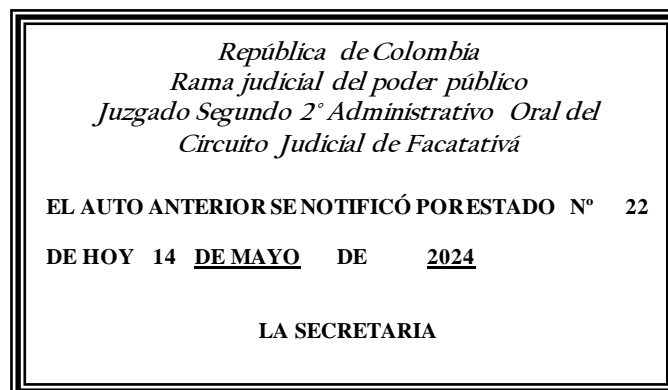 República de Colombia
Rama judicial del poder público
Juzgado Segundo 2° Administrativo Oral del
Circuito Judicial de Facatativá
EL AUTO ANTERIOR SE NOTIFICÓ POR ESTADO Nº 22
DE HOY 14 DE MAYO DE 2024
LA SECRETARIA